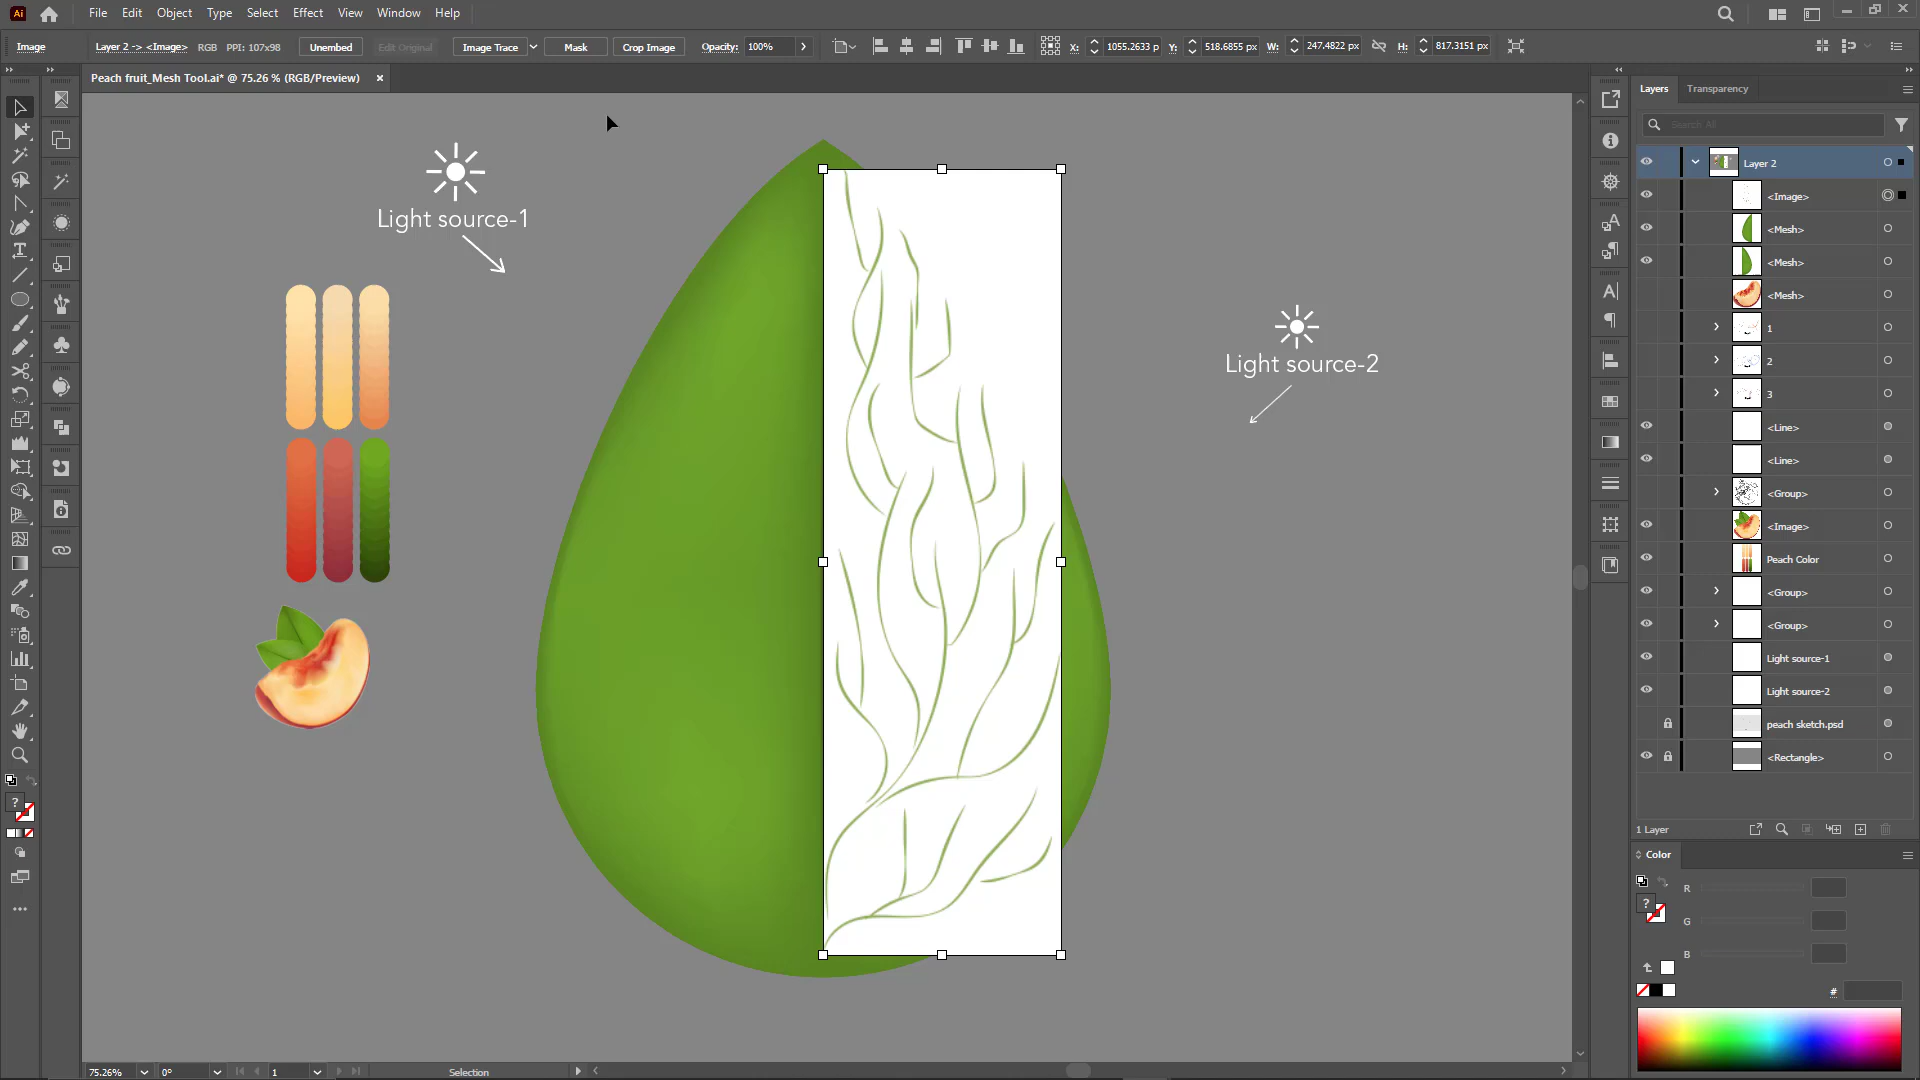 Ai File Edit Object Type Select Effect View Window Help
Image Layer 2 -> <Image> RGB PPI: 107x98 Unembed Edit Original Image Trace Mask Crop Image Opacity: 100% X: 1055.2633 p Y: 518.6855 px W: 247.4822 px H: 817.3151 px
Peach fruit_Mesh Tool.ai* @ 75.26 % (RGB/Preview) ×
Layers Transparency
Search All
Layer 2
<Image>
<Mesh>
<Mesh>
<Mesh>
1
2
3
<Line>
<Line>
<Group>
<Image>
Peach Color
<Group>
<Group>
Light source-1
Light source-2
peach sketch.psd
<Rectangle>
1 Layer
Color
R
G
B
#
Light source-1
Light source-2
75.26% 0° 1 Selection